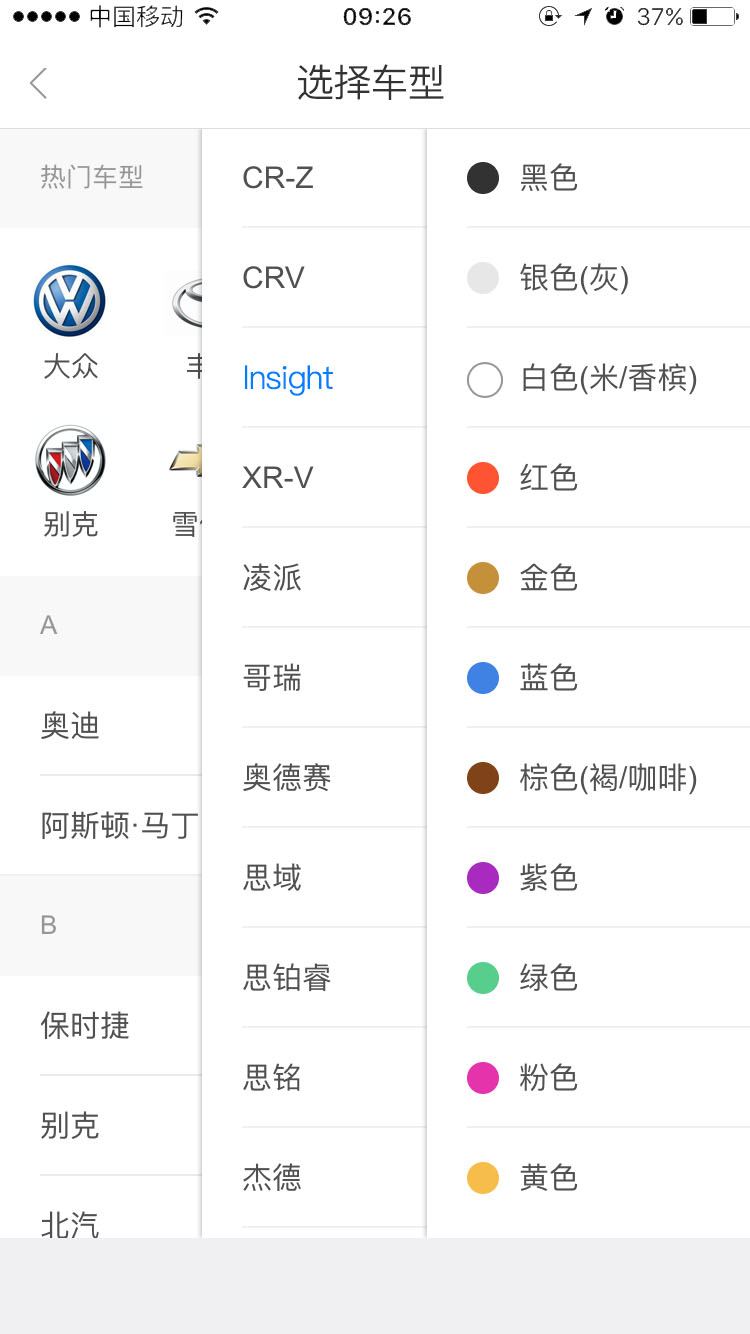 中国移动 09:26 37%
选择车型
热门车型
大众
别克
A
奥迪
阿斯顿·马丁
B
保时捷
别克
北汽
CR-Z
CRV
Insight
XR-V
凌派
哥瑞
奥德赛
思域
思铂睿
思铭
杰德
黑色
银色(灰)
白色(米/香槟)
红色
金色
蓝色
棕色(褐/咖啡)
紫色
绿色
粉色
黄色